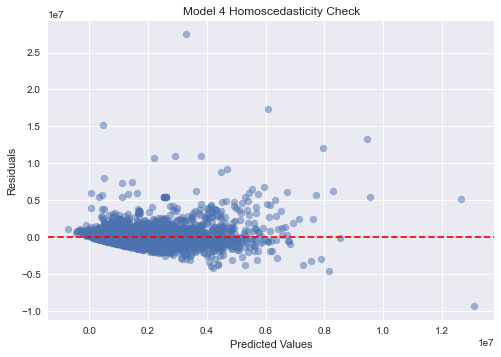 Model 4 Homoscedasticity Check
1e7
2.5
2.0
1.5
1.0
0.5
0.0
−0.5
−1.0
Residuals
0.0 0.2 0.4 0.6 0.8 1.0 1.2
1e7
Predicted Values